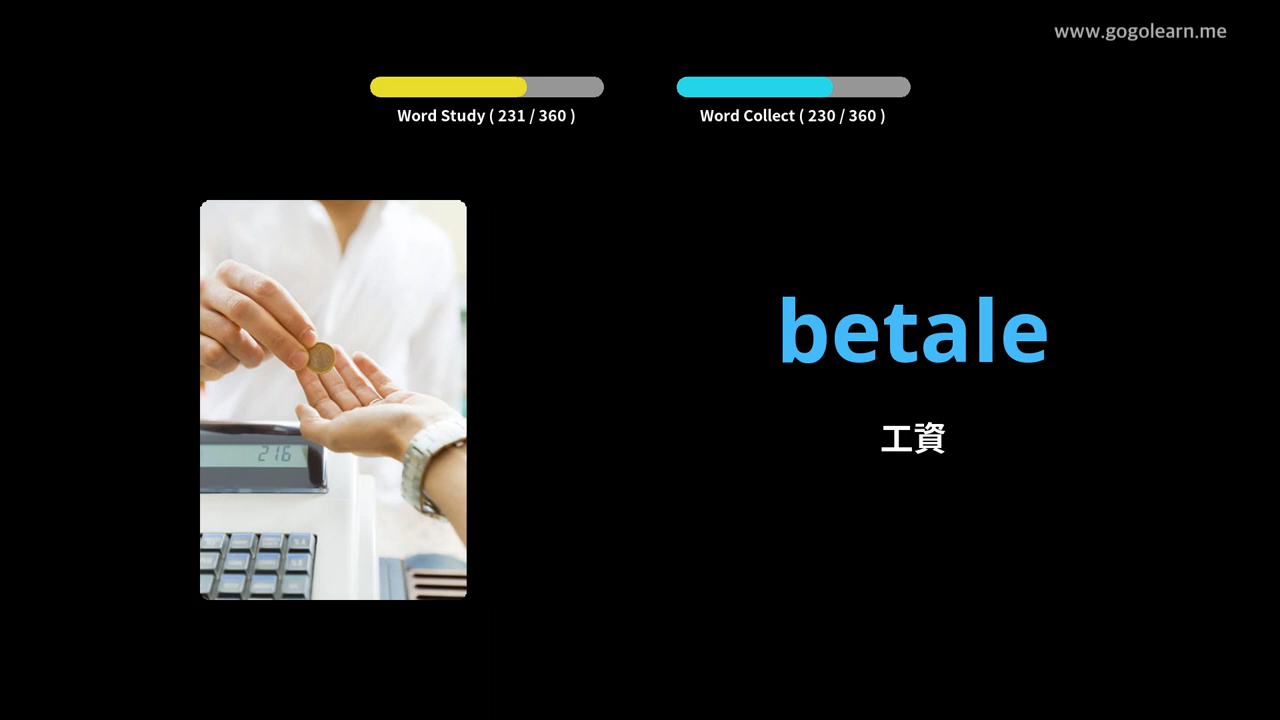 www.gogolearn.me
Word Study ( 231 / 360 )
Word Collect ( 230 / 360 )
216
betale
工資